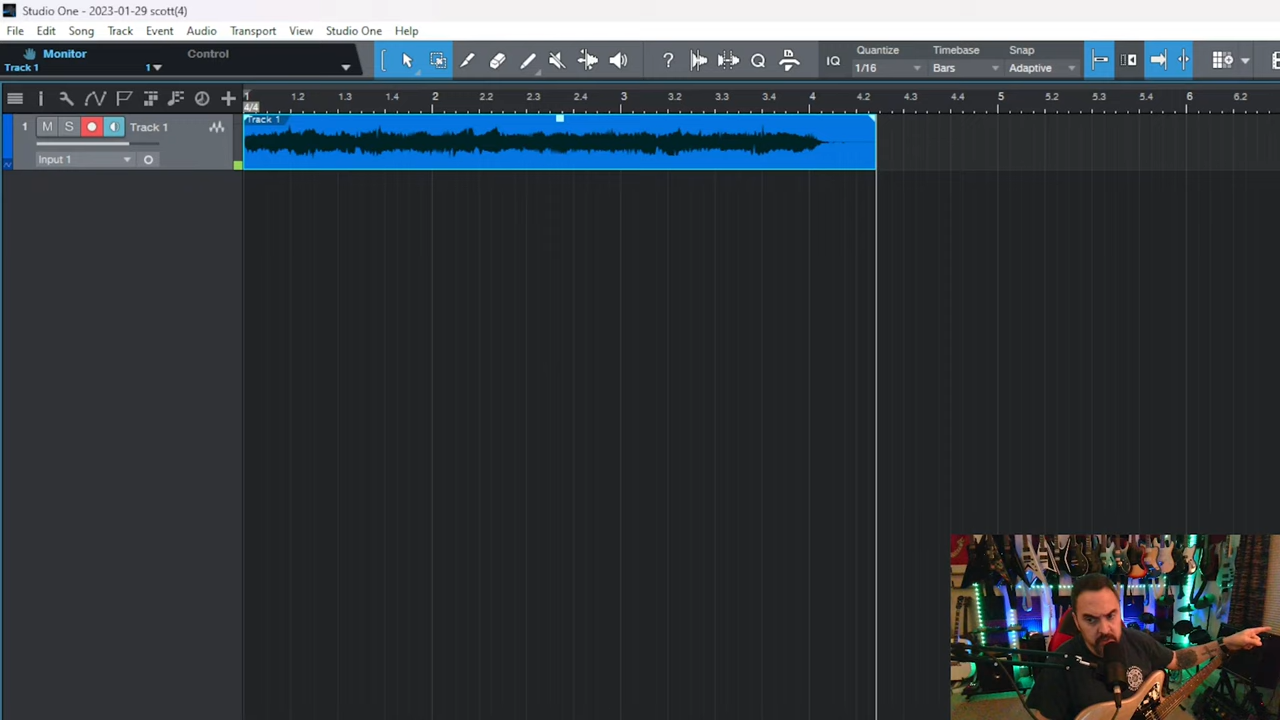 Studio One - 2023-01-29 scott(4)
File Edit Song Track Event Audio Transport View Studio One Help
Monitor Control Quantize Timebase Snap
Track 1 1 IQ 1/16 Bars Adaptive
1 1.2 1.3 1.4 2 2.2 2.3 2.4 3 3.2 3.3 3.4 4 4.2 4.3 4.4 5 5.2 5.3 5.4 6 6.2
4/4
1 M S Track 1 Track 1
Input 1